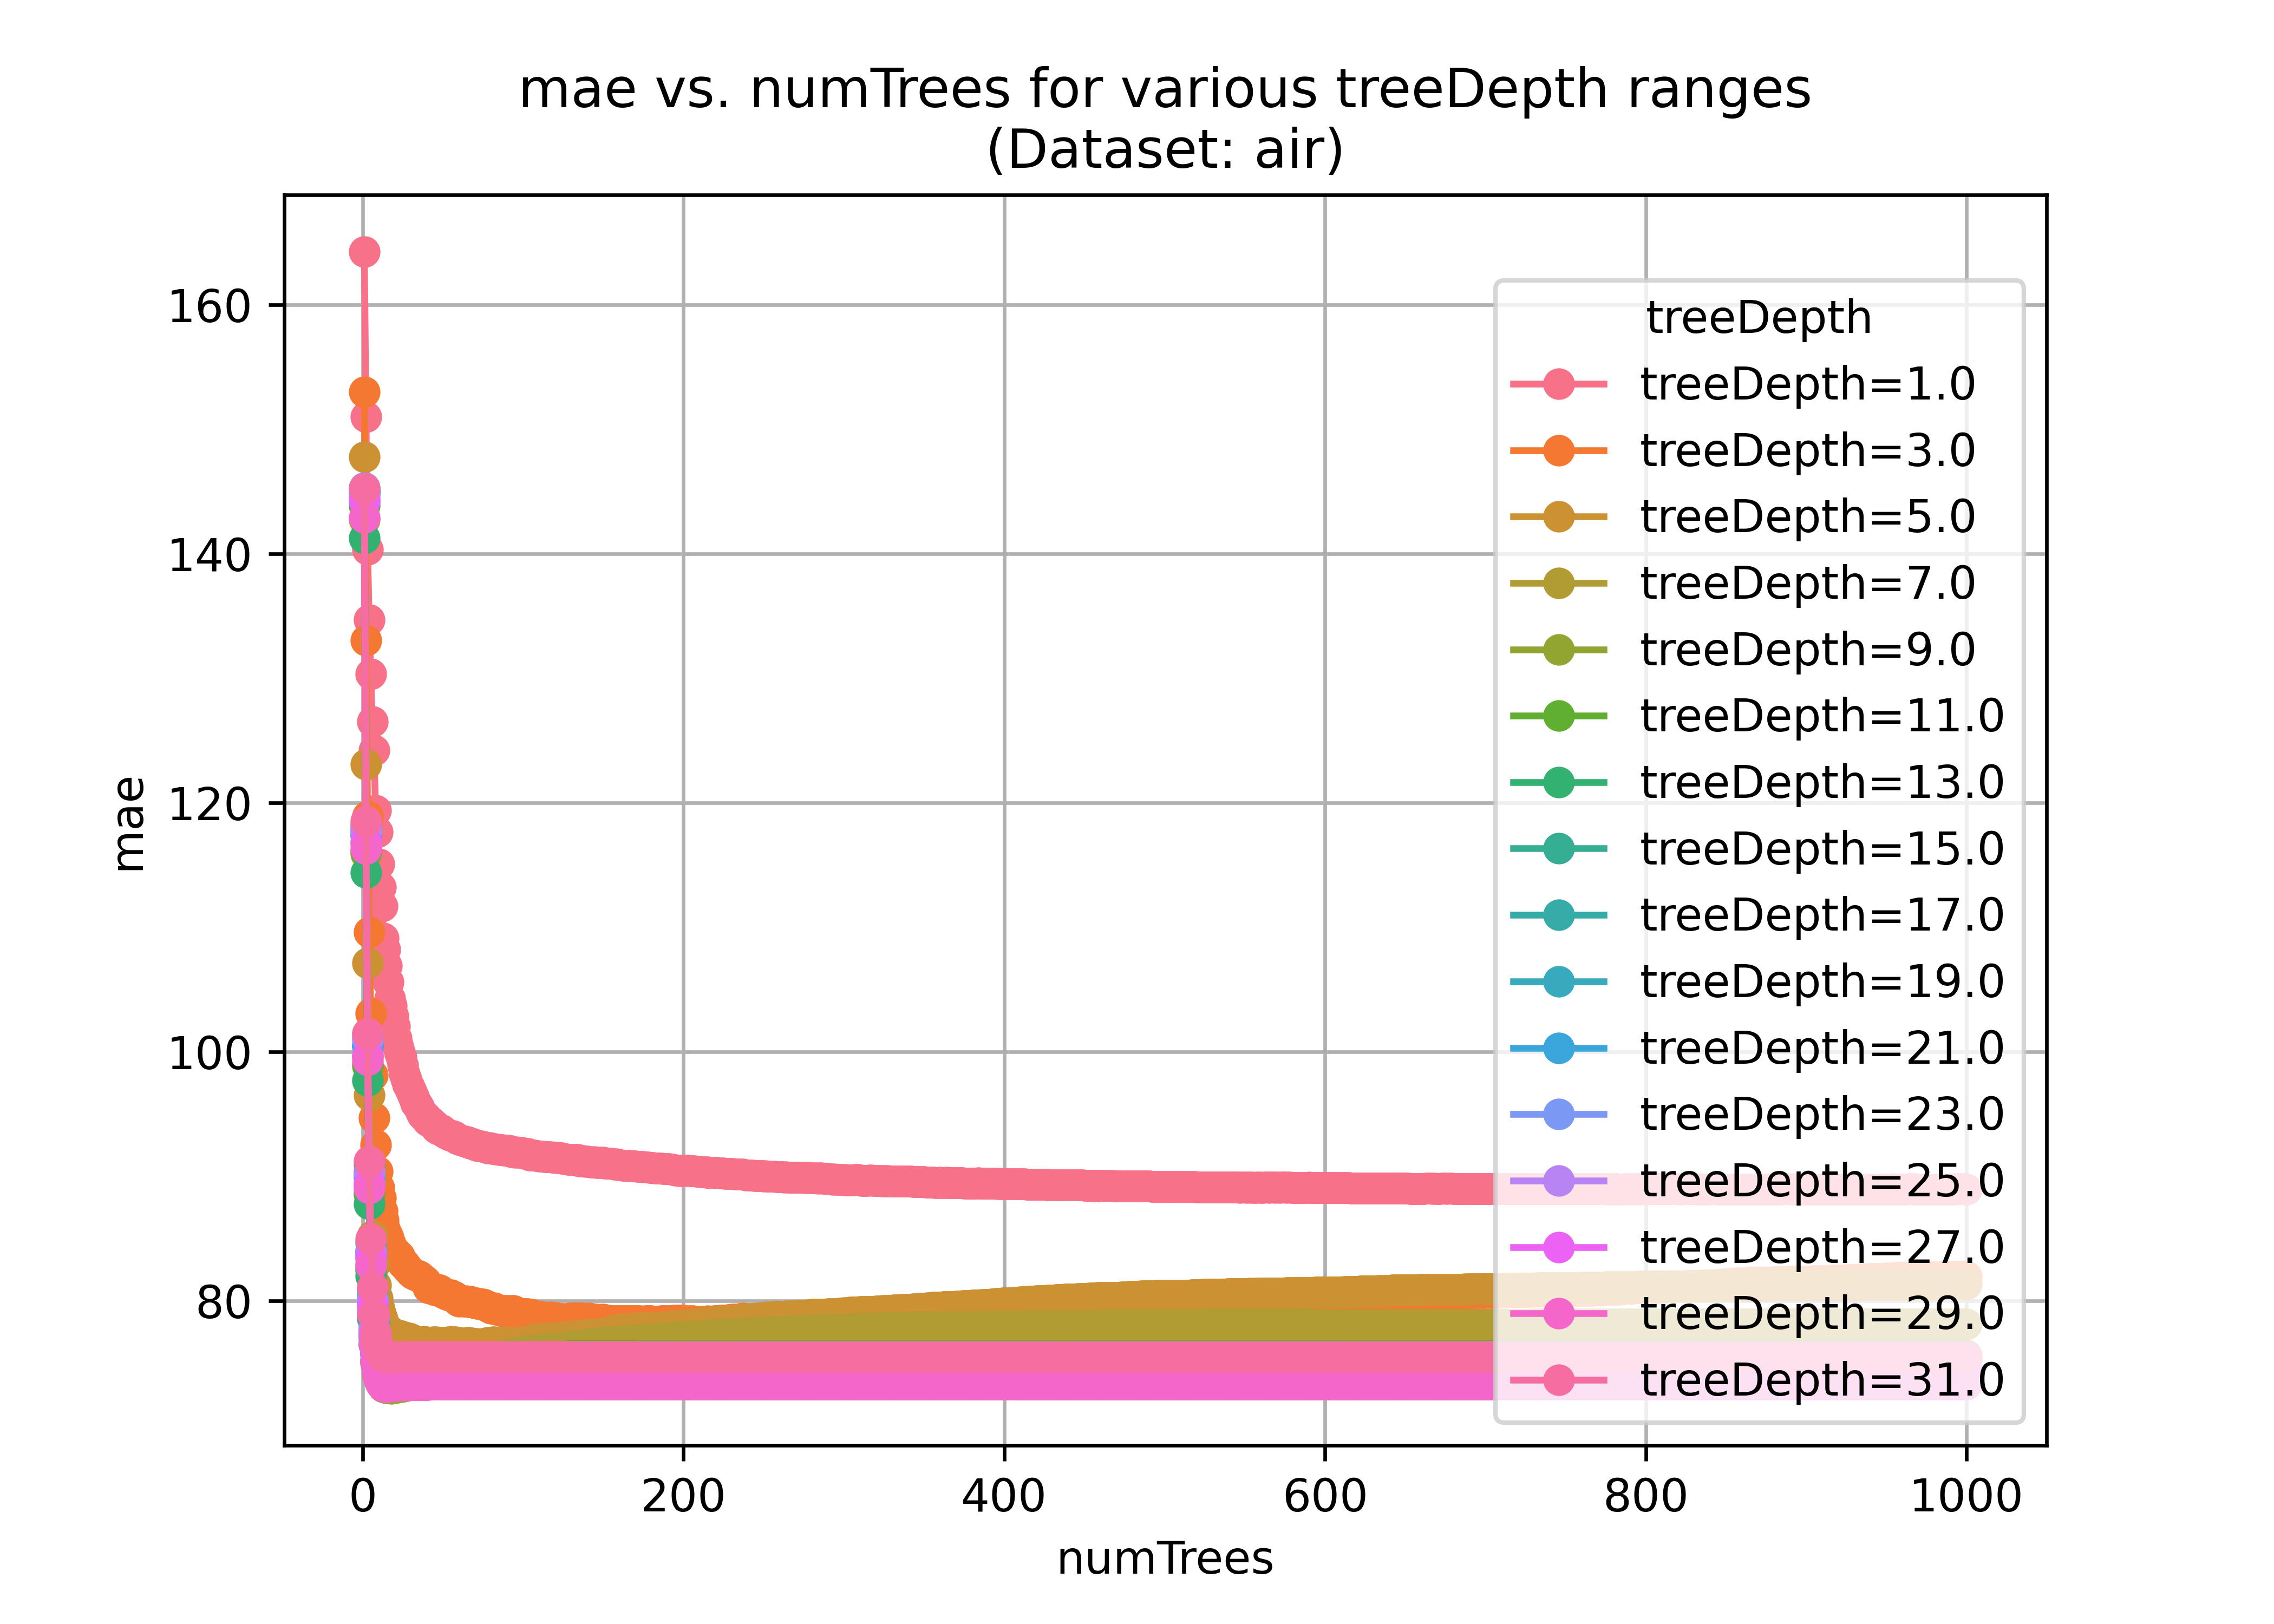 mae vs. numTrees for various treeDepth ranges
(Dataset: air)
treeDepth
treeDepth=1.0
treeDepth=3.0
treeDepth=5.0
treeDepth=7.0
treeDepth=9.0
treeDepth=11.0
treeDepth=13.0
treeDepth=15.0
treeDepth=17.0
treeDepth=19.0
treeDepth=21.0
treeDepth=23.0
treeDepth=25.0
treeDepth=27.0
treeDepth=29.0
treeDepth=31.0
mae
160
140
120
100
80
0 200 400 600 800 1000
numTrees